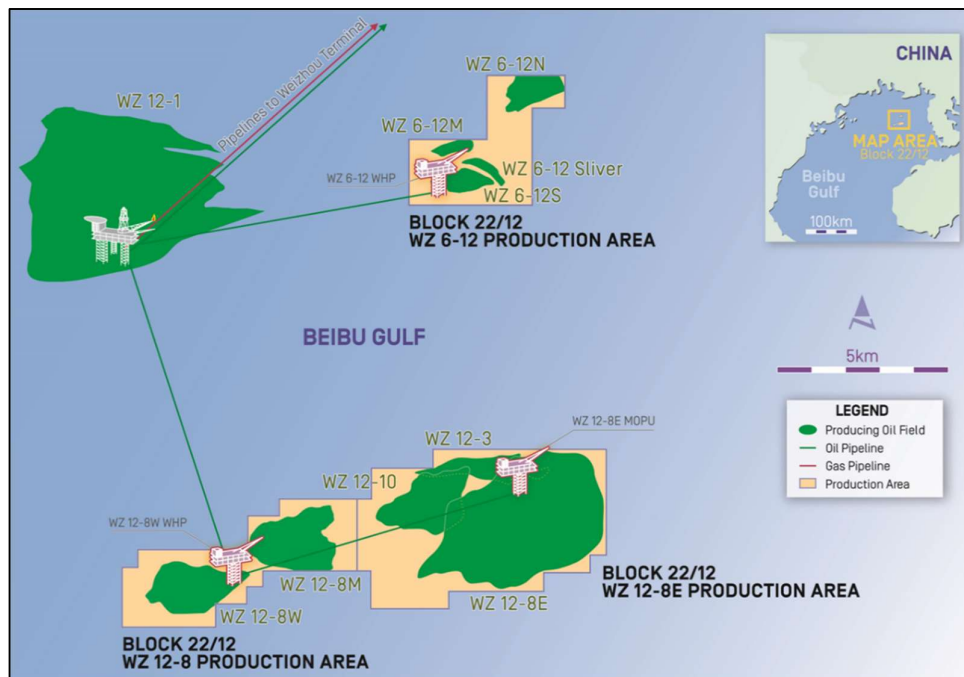 WZ 12-1
Pipelines to Weizhou Terminal
WZ 6-12N
WZ 6-12M
WZ 6-12 WHP
WZ 6-12 Sliver
WZ 6-12S
BLOCK 22/12
WZ 6-12 PRODUCTION AREA
CHINA
MAP AREA
Block 22/12
Beibu
Gulf
100km
BEIBU GULF
5km
LEGEND
Producing Oil Field
Oil Pipeline
Gas Pipeline
Production Area
WZ 12-8E MOPU
WZ 12-3
WZ 12-10
WZ 12-8W WHP
WZ 12-8M
WZ 12-8E
WZ 12-8W
BLOCK 22/12
WZ 12-8E PRODUCTION AREA
BLOCK 22/12
WZ 12-8 PRODUCTION AREA